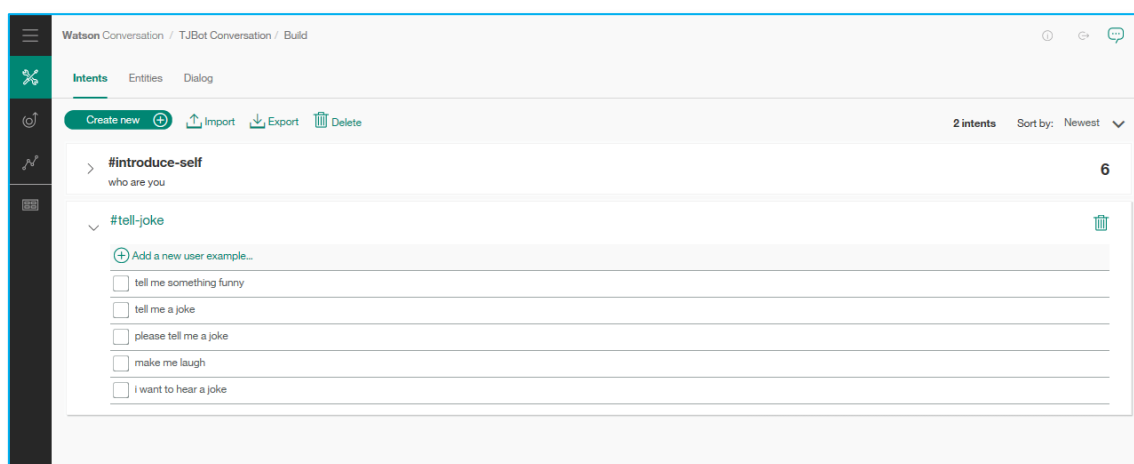 Watson Conversation / TJBot Conversation / Build
Intents Entities Dialog
Create new Import Export Delete 2 intents Sort by: Newest
#introduce-self 6
who are you
#tell-joke
Add a new user example...
tell me something funny
tell me a joke
please tell me a joke
make me laugh
i want to hear a joke